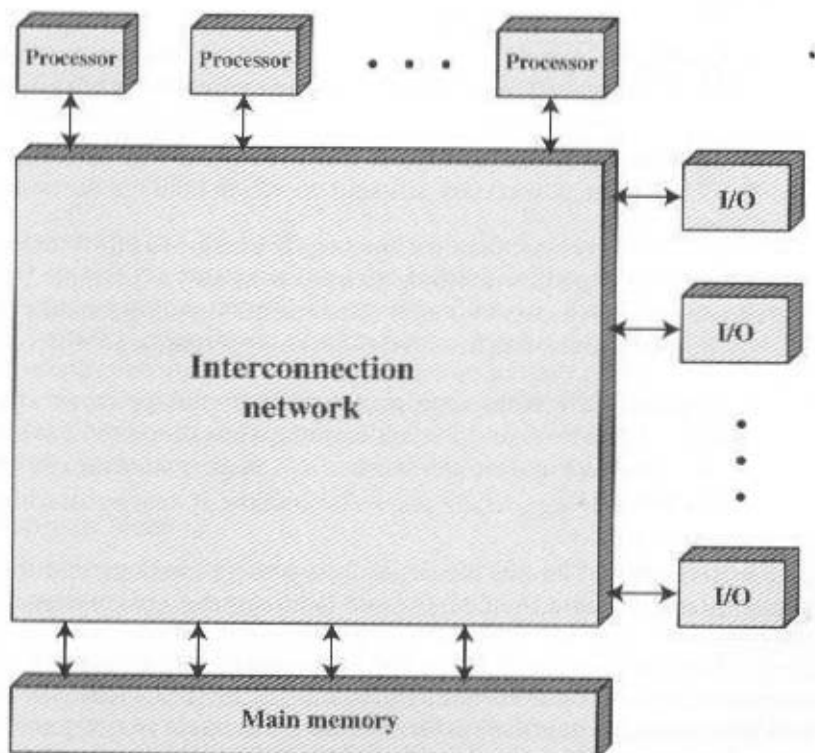 Processor
Processor
. . .
Processor
I/O
I/O
I/O
Interconnection
network
Main memory